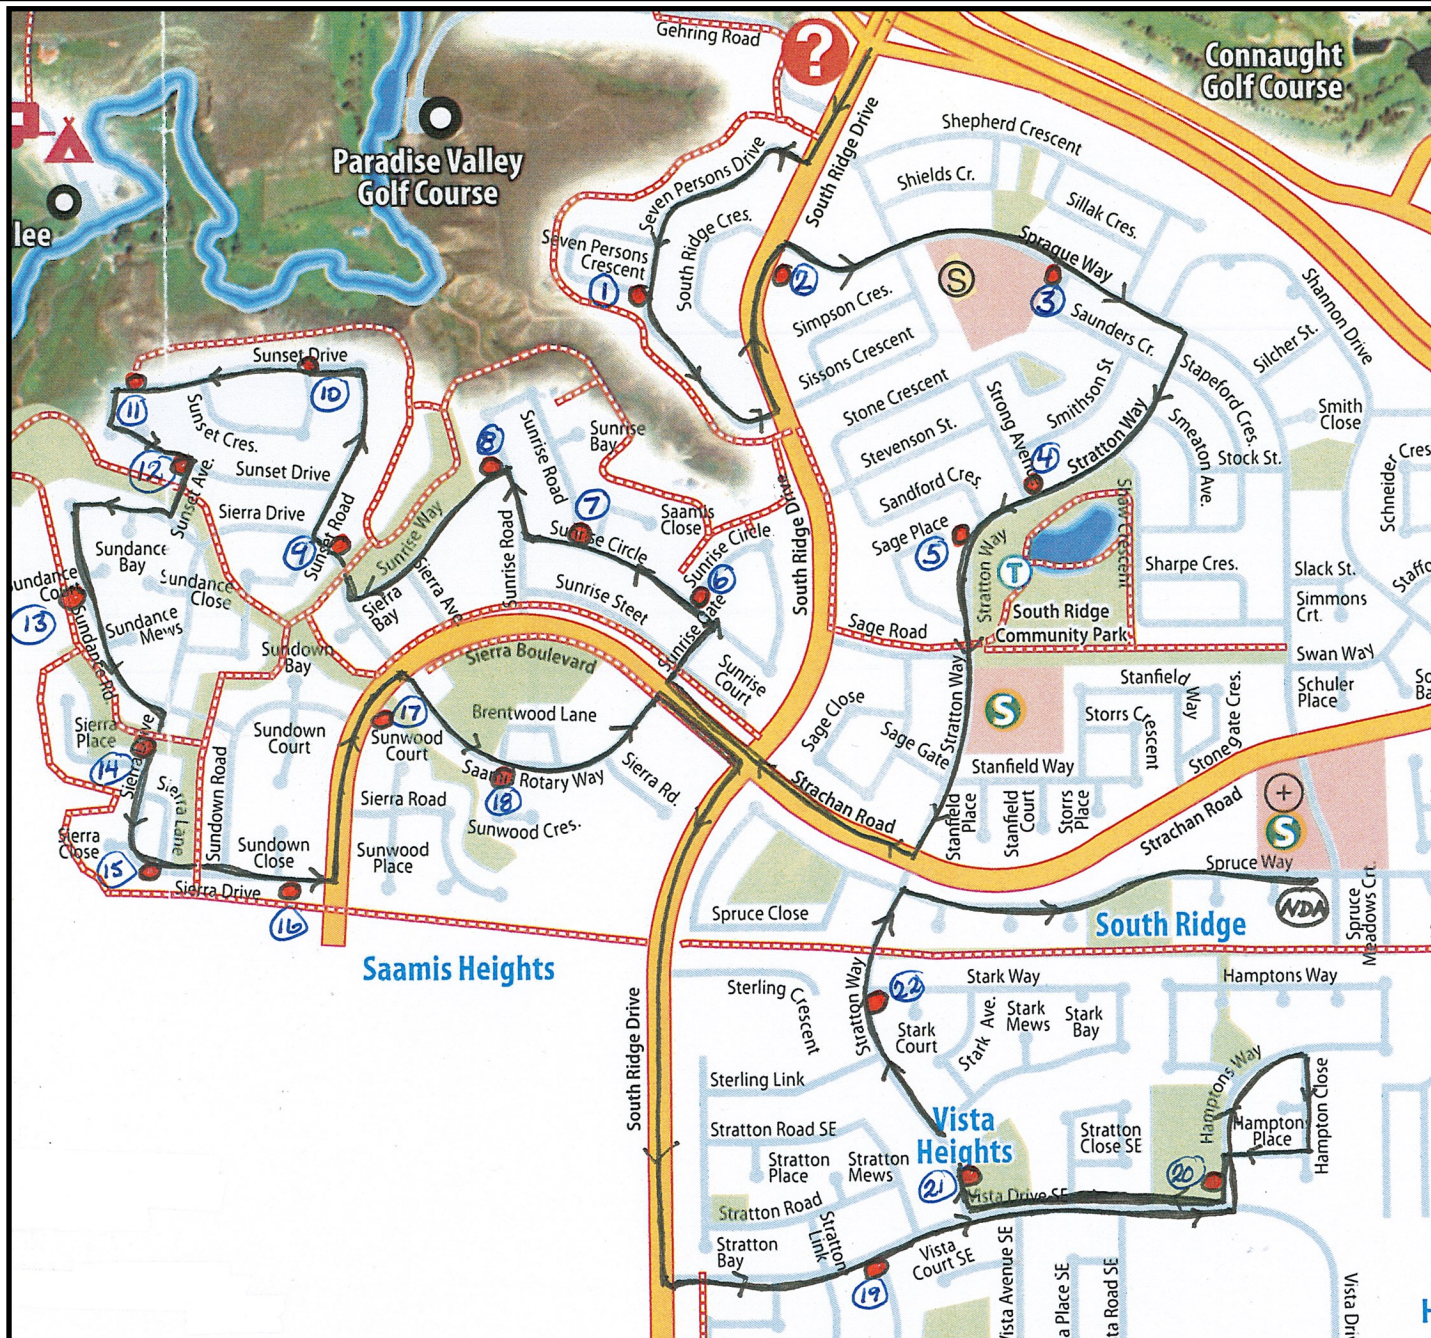 Gehring Road
?
Connaught
Golf Course
Paradise Valley
Golf Course
lee
South Ridge Drive
Shepherd Crescent
Shields Cr.
Sillak Cres.
Seven Persons Drive
South Ridge Cres.
Seven Persons
Crescent
1
2
S
Sprague Way
3
Simpson Cres.
Saunders Cr.
Sissons Crescent
Shannon Drive
Silcher St.
Stapeford Cres.
Stone Crescent
Strong Avenue
Smithson St
Stratton Way
Smeaton Ave.
Smith
Close
Stevenson St.
4
Stock St.
Schneider
Cres
Sandford Cres.
Sage Place
5
Shaw Crescent
Stratton Way
T
Sharpe Cres.
Slack St.
Simmons
Crt.
Staffo
South Ridge
Community Park
Sage Road
Swan Way
Schuler
Place
So
Ba
Sunset Drive
10
11
Sunset Cres.
Sunset Drive
12
Sunset Ave.
Sierra Drive
Sunset Road
9
Sunrise Way
8
Sunrise Road
Sunrise
Bay
7
Saamis
Close
Sunrise Circle
Sunrise Circle
6
South Ridge Drive
Sunrise Road
Sunrise Steet
Sunrise Gate
Sunrise
Court
Sierra Ave.
Sierra
Bay
Sundance
Bay
Sundance
Close
Sundance
Court
13
Sundance
Mews
Sundance Rd.
Sundown
Bay
Sierra Boulevard
Brentwood Lane
17
Sunwood
Court
Saamis Rotary Way
18
Sierra Rd.
Sierra Road
Sunwood Cres.
Sunwood
Place
Sundown
Court
Sierra
Place
14
Sierra Drive
Sierra Lane
Sundown Road
Sierra
Close
15
Sundown
Close
Sierra Drive
16
Saamis Heights
Sage Close
Sage Gate
Stratton Way
S
Stanfield
Way
Storrs Crescent
Stonegate Cres.
Stanfield Way
Stanfield
Place
Stanfield
Court
Storrs
Place
Strachan Road
Strachan Road
+
S
Spruce Way
NDA
Spruce
Meadows Crt.
Spruce Close
South Ridge
Stark Way
Hamptons Way
Sterling
Crescent
Stratton Way
22
Stark
Court
Stark Ave.
Stark
Mews
Stark
Bay
South Ridge Drive
Sterling Link
Hamptons Way
Hampton Close
Hamptons
Place
Vista
Heights
Stratton Road SE
Stratton
Close SE
Stratton
Place
Stratton
Mews
21
20
Vista Drive SE
Stratton Road
Stratton
Link
Stratton
Bay
Vista
Court SE
19
Vista Avenue SE
a Place SE
ta Road SE
Vista Dri
H